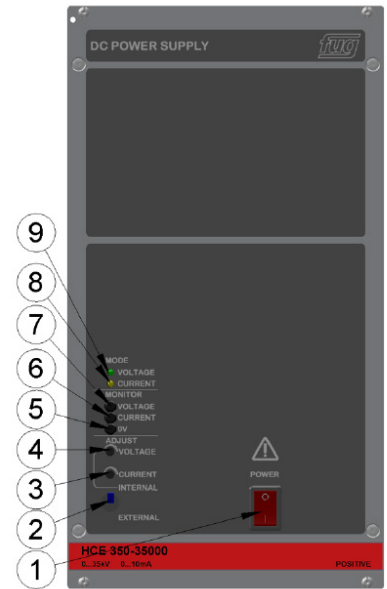 DC POWER SUPPLY
fug
9
8
7
6
5
4
3
2
1
MODE
VOLTAGE
CURRENT
MONITOR
VOLTAGE
CURRENT
0V
ADJUST
VOLTAGE
CURRENT
INTERNAL
EXTERNAL
POWER
HCE 350-35000
0...35kV 0...10mA
POSITIVE